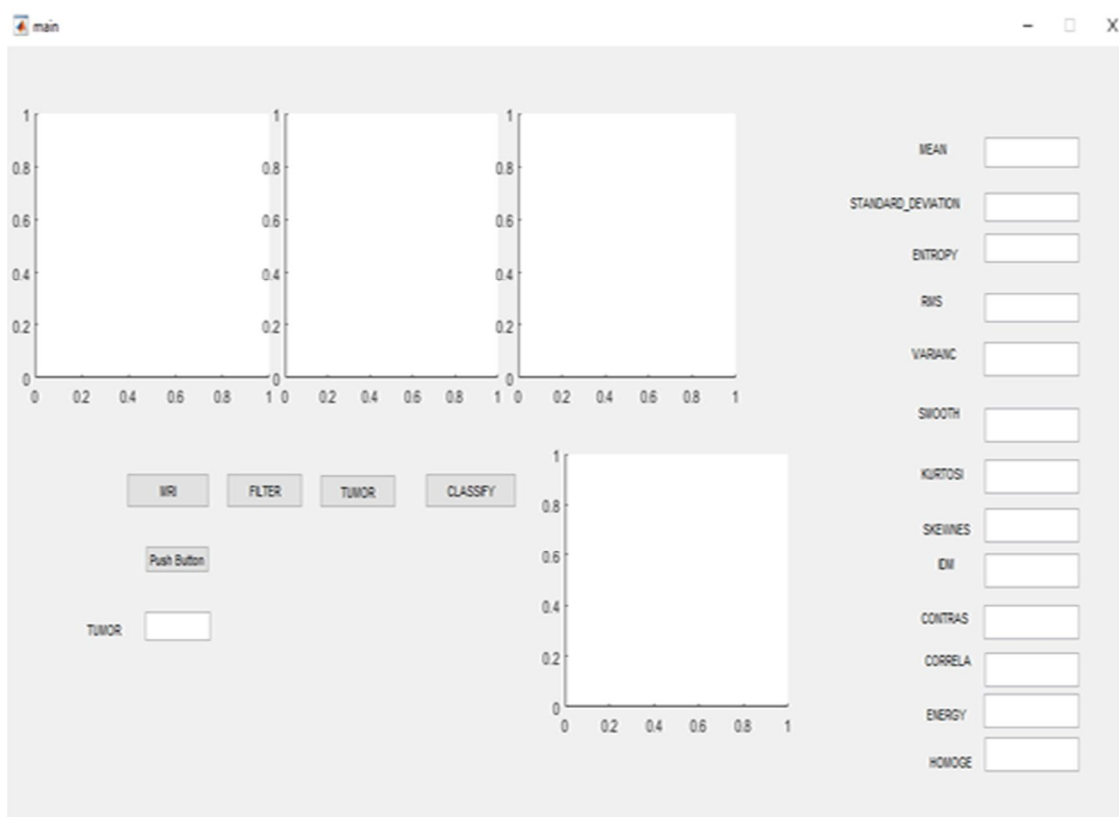 main
1
0.8
0.6
0.4
0.2
0
0 0.2 0.4 0.6 0.8 1
1
0.8
0.6
0.4
0.2
0
0 0.2 0.4 0.6 0.8 1
1
0.8
0.6
0.4
0.2
0
0 0.2 0.4 0.6 0.8 1
MRI FILTER TUMOR CLASSIFY
Push Button
TUMOR
1
0.8
0.6
0.4
0.2
0
0 0.2 0.4 0.6 0.8 1
MEAN
STANDARD_DEVIATION
ENTROPY
RMS
VARIANC
SMOOTH
KURTOSI
SKEWNES
IDM
CONTRAS
CORRELA
ENERGY
HOMOGE